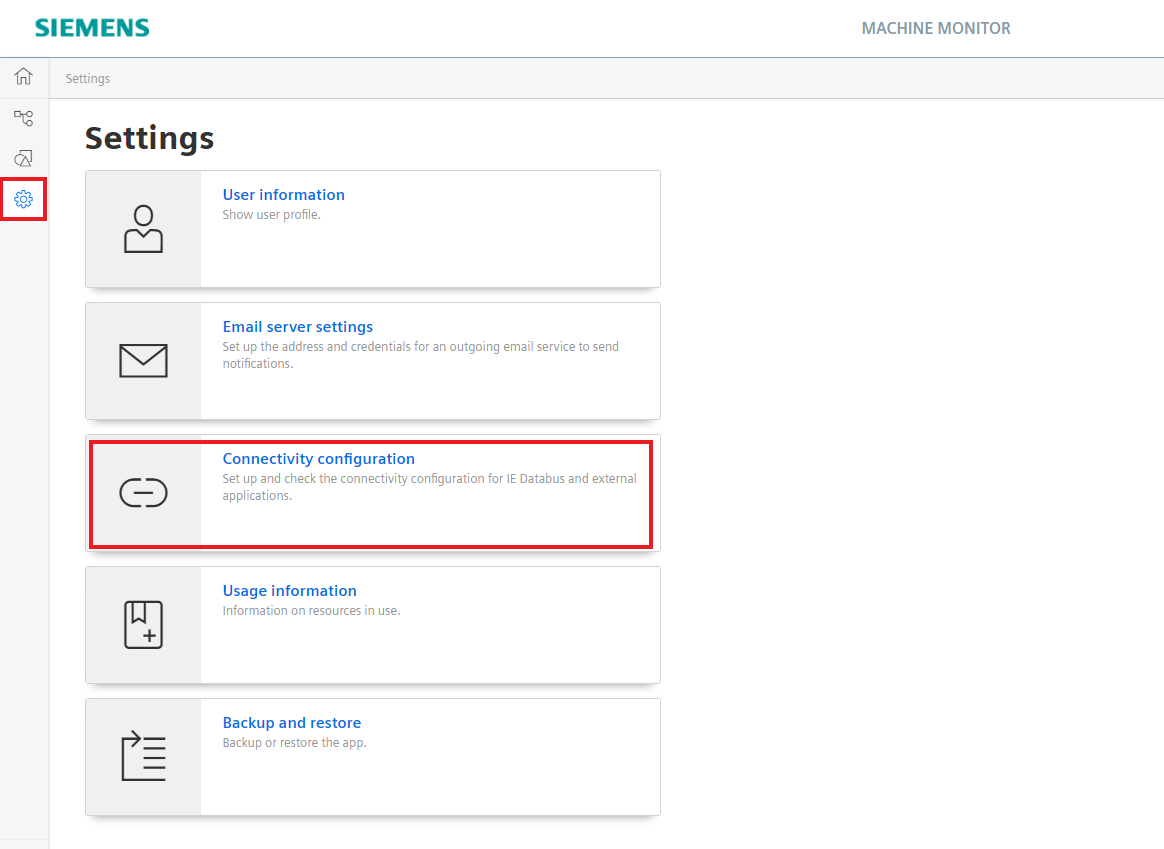 SIEMENS
MACHINE MONITOR
Settings
Settings
User information
Show user profile.
Email server settings
Set up the address and credentials for an outgoing email service to send
notifications.
Connectivity configuration
Set up and check the connectivity configuration for IE Databus and external
applications.
Usage information
Information on resources in use.
Backup and restore
Backup or restore the app.